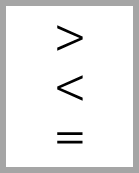 >
<
=